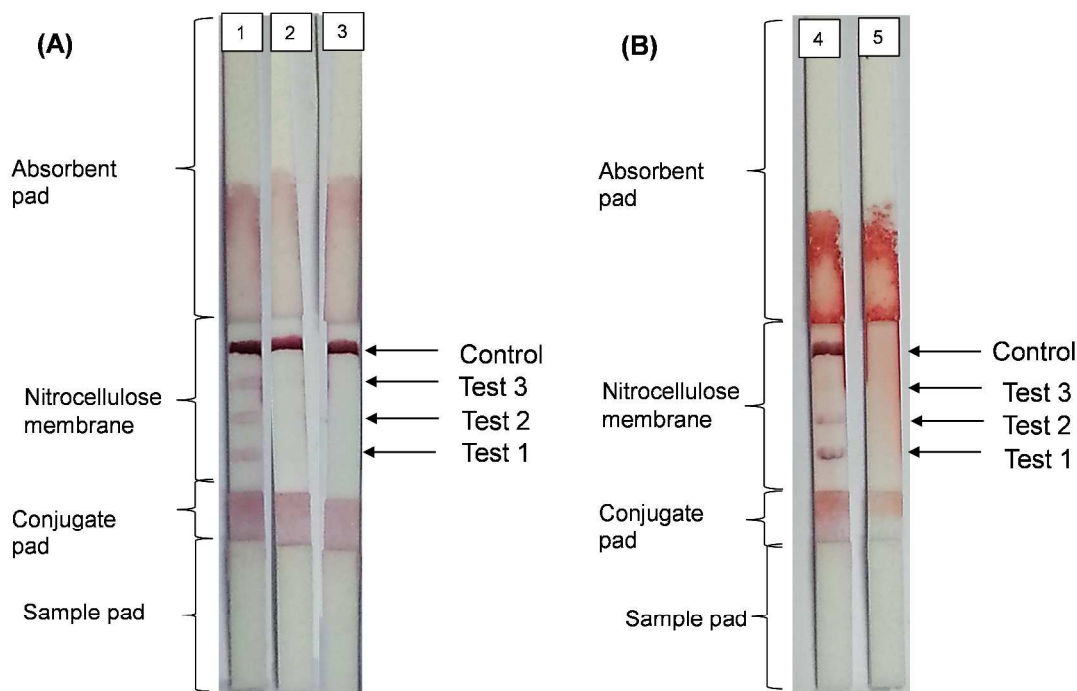 (A)
1 2 3
Absorbent
pad
Control
Test 3
Nitrocellulose
membrane
Test 2
Test 1
Conjugate
pad
Sample pad
(B)
4 5
Absorbent
pad
Control
Test 3
Nitrocellulose
membrane
Test 2
Test 1
Conjugate
pad
Sample pad